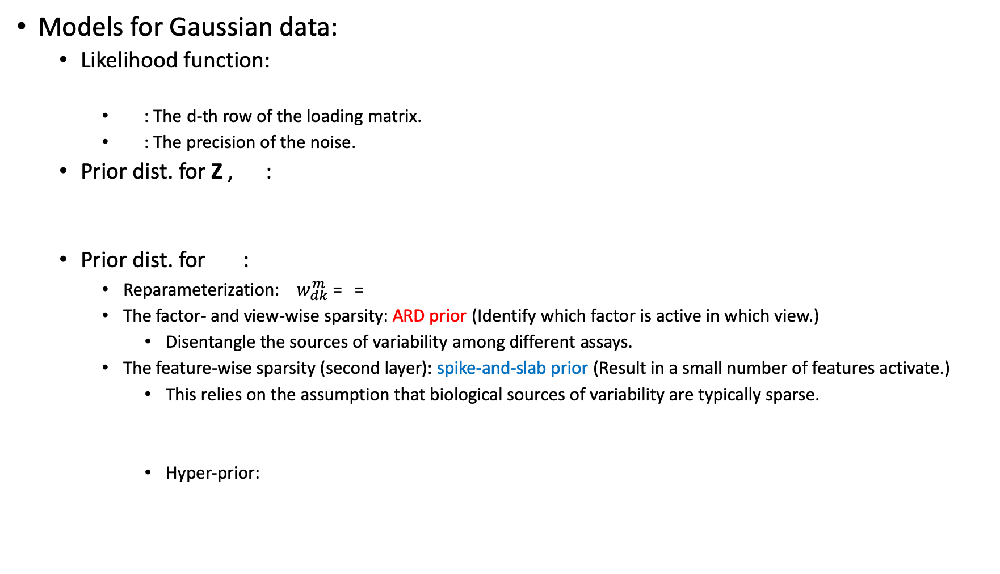 • Models for Gaussian data:
• Likelihood function:
• : The d-th row of the loading matrix.
• : The precision of the noise.
• Prior dist. for Z , :
• Prior dist. for :
• Reparameterization: w_{dk}^{m} = =
• The factor- and view-wise sparsity: ARD prior (Identify which factor is active in which view.)
• Disentangle the sources of variability among different assays.
• The feature-wise sparsity (second layer): spike-and-slab prior (Result in a small number of features activate.)
• This relies on the assumption that biological sources of variability are typically sparse.
• Hyper-prior: